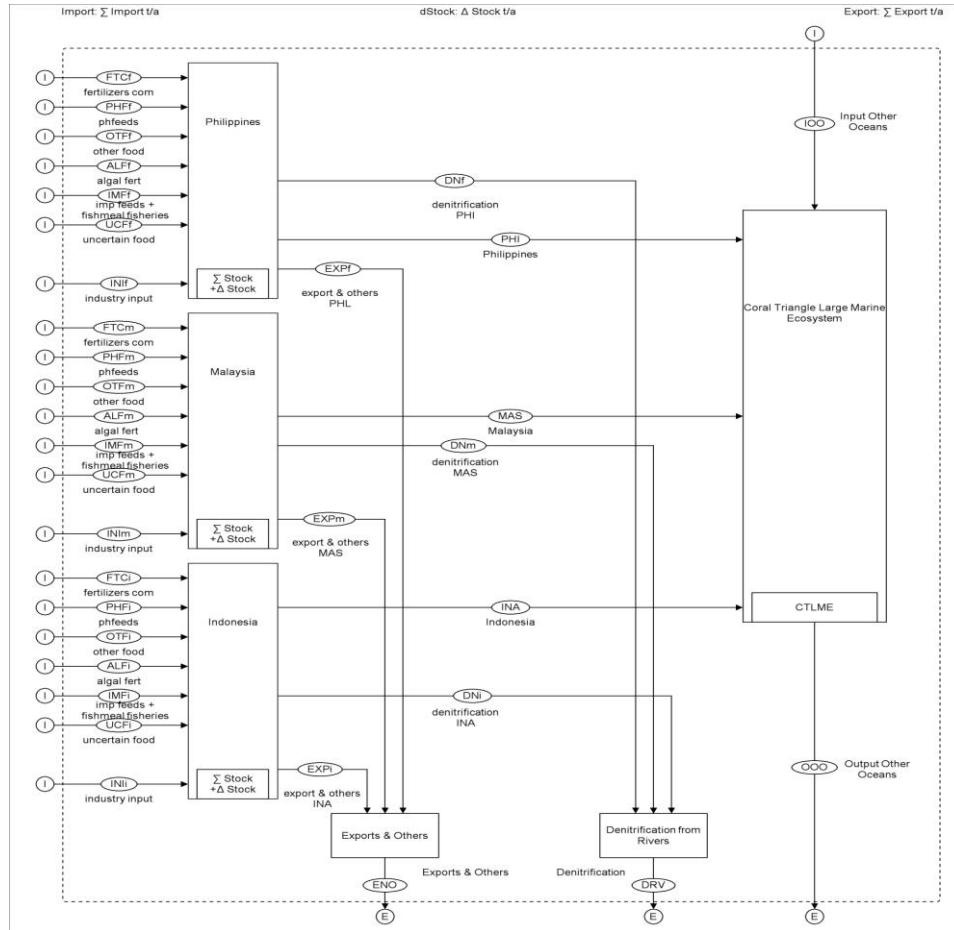 Import: ∑ Import t/a
dStock: Δ Stock t/a
Export: ∑ Export t/a
I
I
FTCf
fertilizers com
I
PHFf
phfeeds
I
OTFf
other food
I
ALFf
algal fert
I
IMFf
imp feeds +
fishmeal fisheries
I
UCFf
uncertain food
I
INIf
industry input
Philippines
∑ Stock
+Δ Stock
IOO
Input Other
Oceans
DNf
denitrification
PHI
PHI
Philippines
EXPf
export & others
PHL
Coral Triangle Large Marine
Ecosystem
I
FTCm
fertilizers com
I
PHFm
phfeeds
I
OTFm
other food
I
ALFm
algal fert
I
IMFm
imp feeds +
fishmeal fisheries
I
UCFm
uncertain food
I
INIm
industry input
Malaysia
∑ Stock
+Δ Stock
MAS
Malaysia
DNm
denitrification
MAS
EXPm
export & others
MAS
I
FTCi
fertilizers com
I
PHFi
phfeeds
I
OTFi
other food
I
ALFi
algal fert
I
IMFi
imp feeds +
fishmeal fisheries
I
UCFi
uncertain food
I
INIi
industry input
Indonesia
∑ Stock
+Δ Stock
INA
Indonesia
CTLME
DNi
denitrification
INA
EXPi
export & others
INA
OOO
Output Other
Oceans
Exports & Others
Denitrification from
Rivers
ENO
Exports & Others
Denitrification
DRV
E
E
E